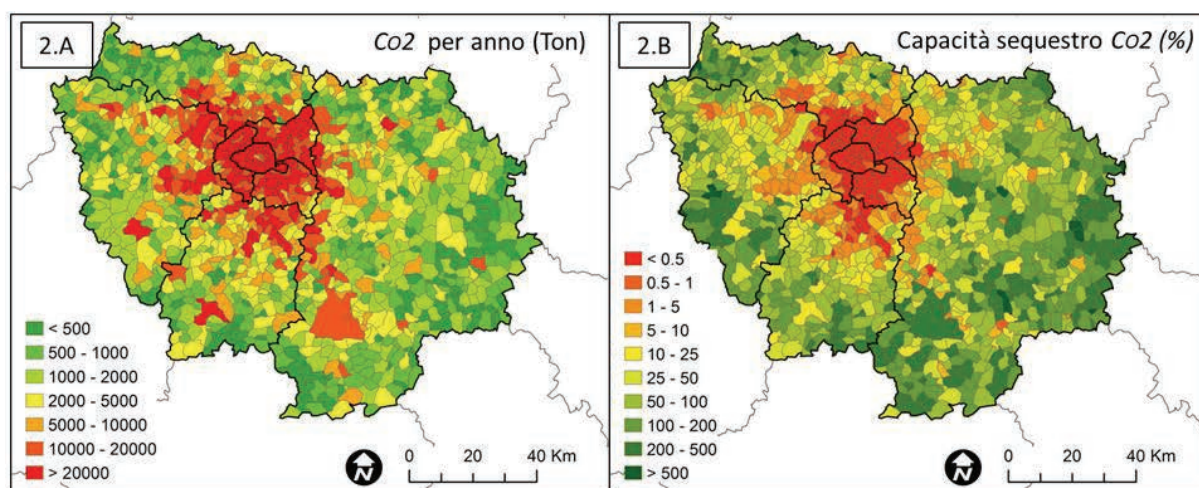 2.A
Co2 per anno (Ton)
< 500
500 - 1000
1000 - 2000
2000 - 5000
5000 - 10000
10000 - 20000
> 20000
N
0 20 40 Km
2.B
Capacità sequestro Co2 (%)
< 0.5
0.5 - 1
1 - 5
5 - 10
10 - 25
25 - 50
50 - 100
100 - 200
200 - 500
> 500
N
0 20 40 Km